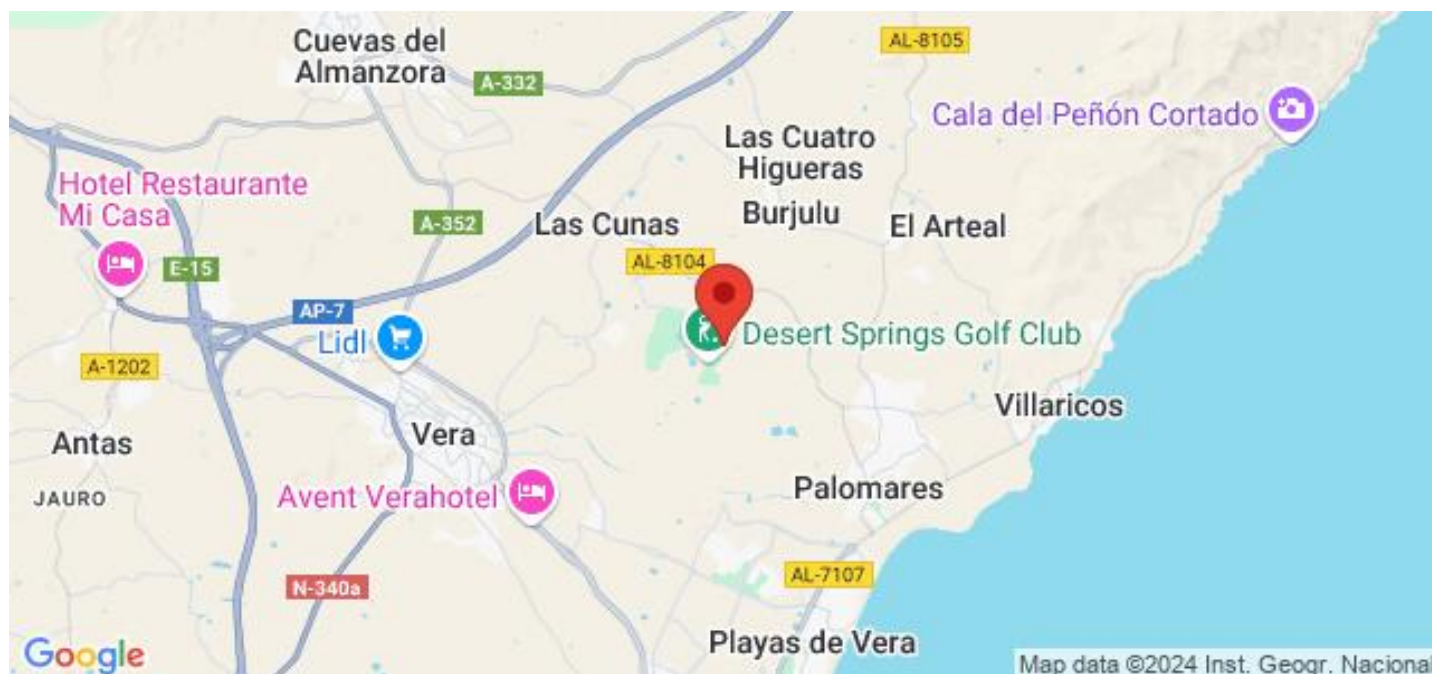 Cuevas del
Almanzora
AL-8105
A-332
Cala del Peñón Cortado
Las Cuatro
Higueras
Hotel Restaurante
Mi Casa
Burjulu
A-352
Las Cunas
El Arteal
AL-8104
E-15
AP-7
Lidl
Desert Springs Golf Club
A-1202
Villaricos
Vera
Antas
Palomares
JAURO
Avent Verahotel
AL-7107
N-340a
Playas de Vera
Google
Map data ©2024 Inst. Geogr. Nacional